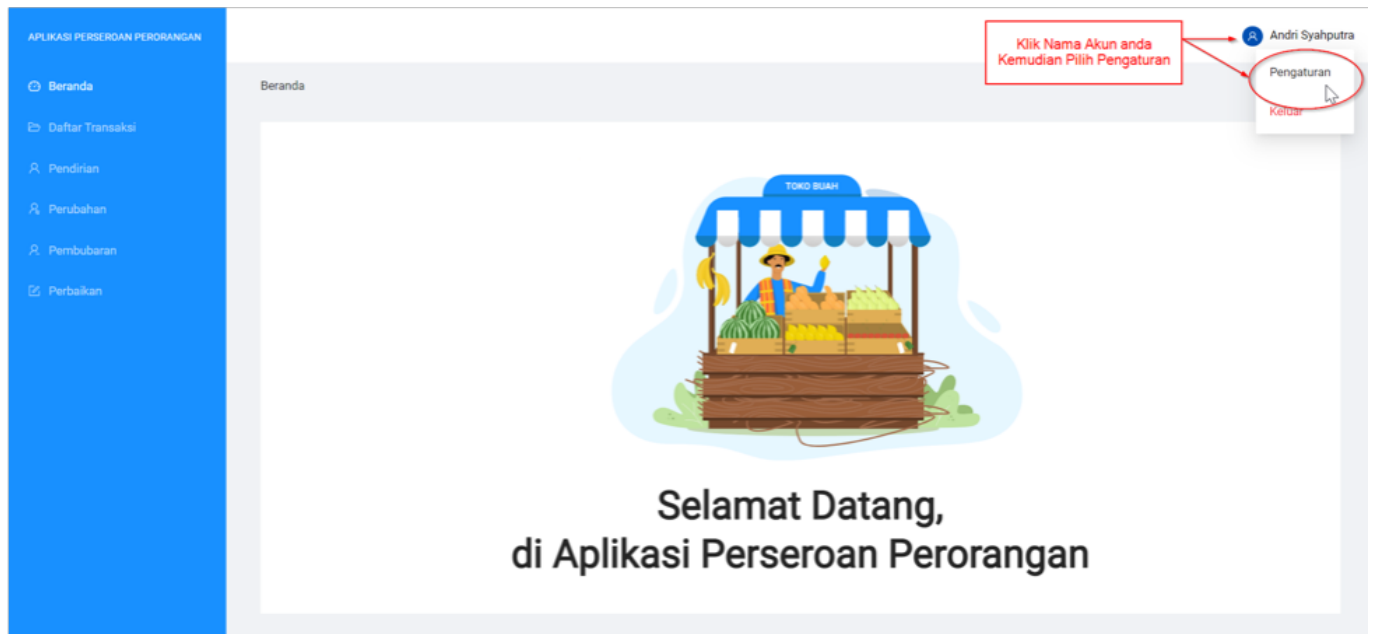 APLIKASI PERSEROAN PERORANGAN
Beranda
Daftar Transaksi
Pendirian
Perubahan
Pembubaran
Perbaikan
Klik Nama Akun anda
Kemudian Pilih Pengaturan
Andri Syahputra
Pengaturan
Keluar
Beranda
TOKO BUAH
Selamat Datang,
di Aplikasi Perseroan Perorangan